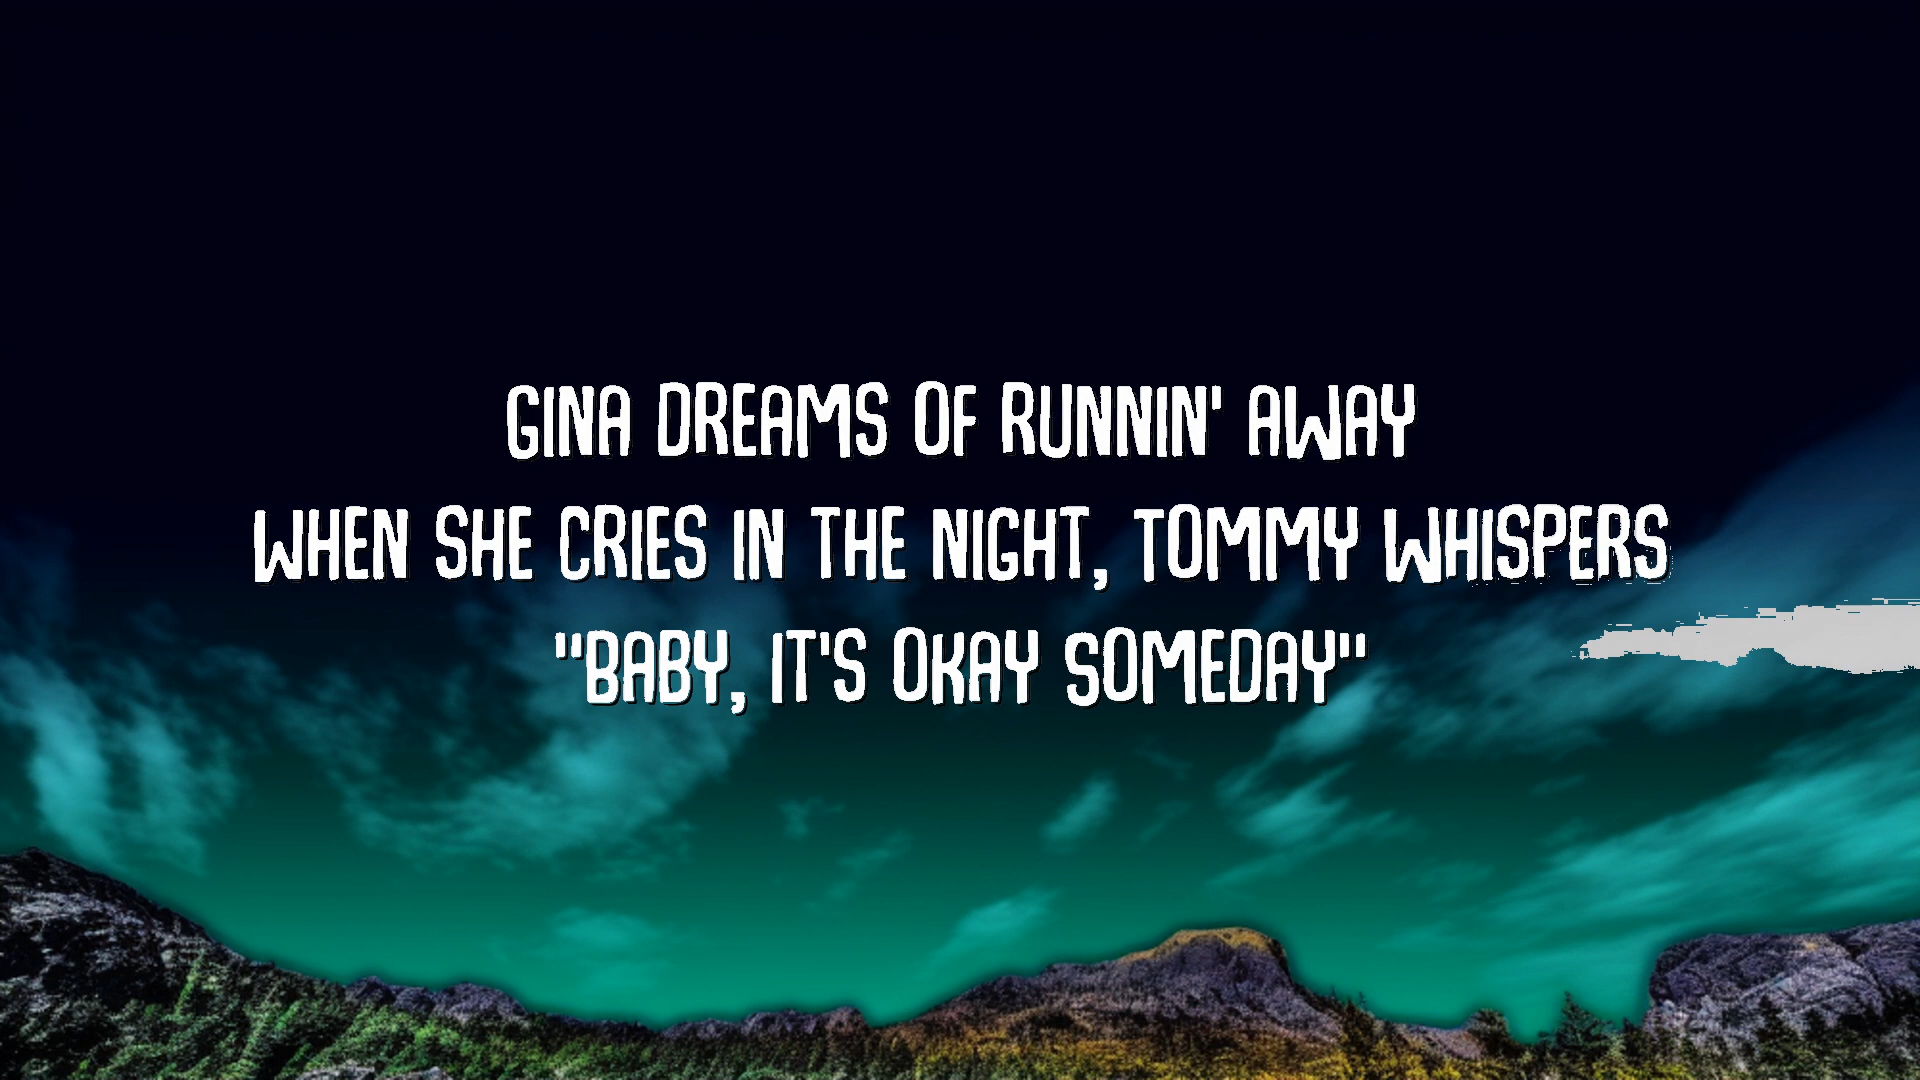 GINA DREAMS OF RUNNIN' AWAY
WHEN SHE CRIES IN THE NIGHT, TOMMY WHISPERS
"BABY, IT'S OKAY SOMEDAY"